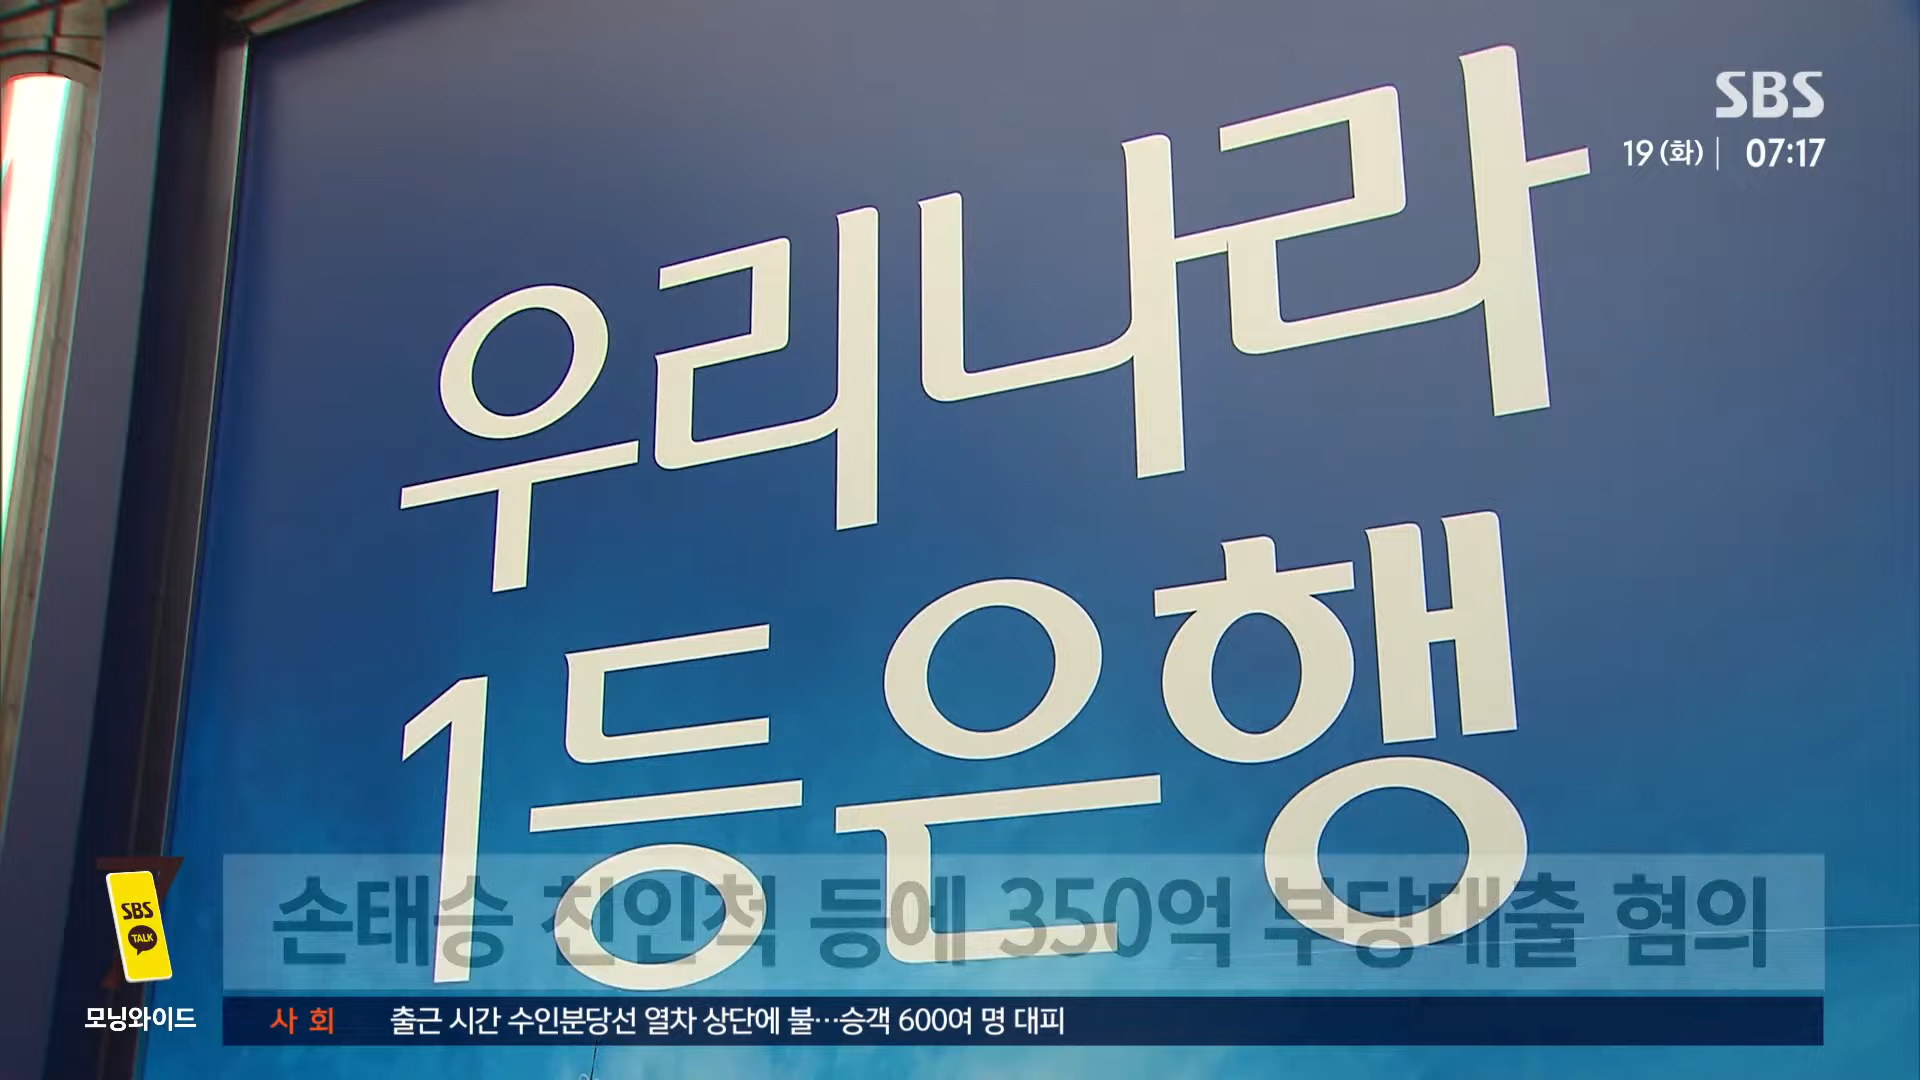 SBS
19(화) 07:17
우리나라
1등은행
손태승 친인척 등에 350억 부당대출 혐의
SBS
TALK
모닝와이드
사회 출근 시간 수인분당선 열차 상단에 불…승객 600여 명 대피